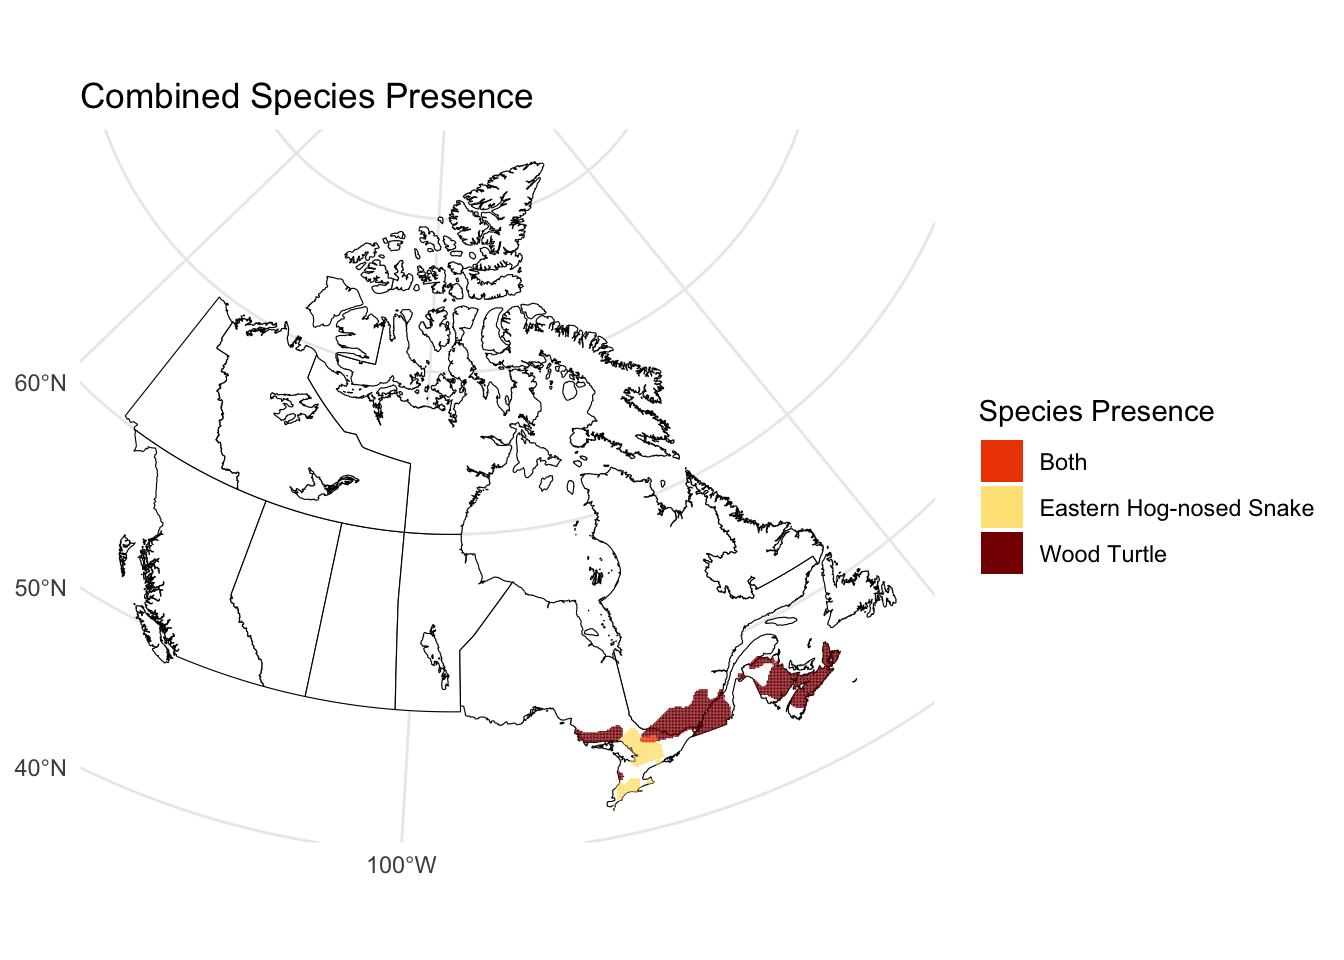 Combined Species Presence
60°N
50°N
40°N
100°W
Species Presence
Both
Eastern Hog-nosed Snake
Wood Turtle